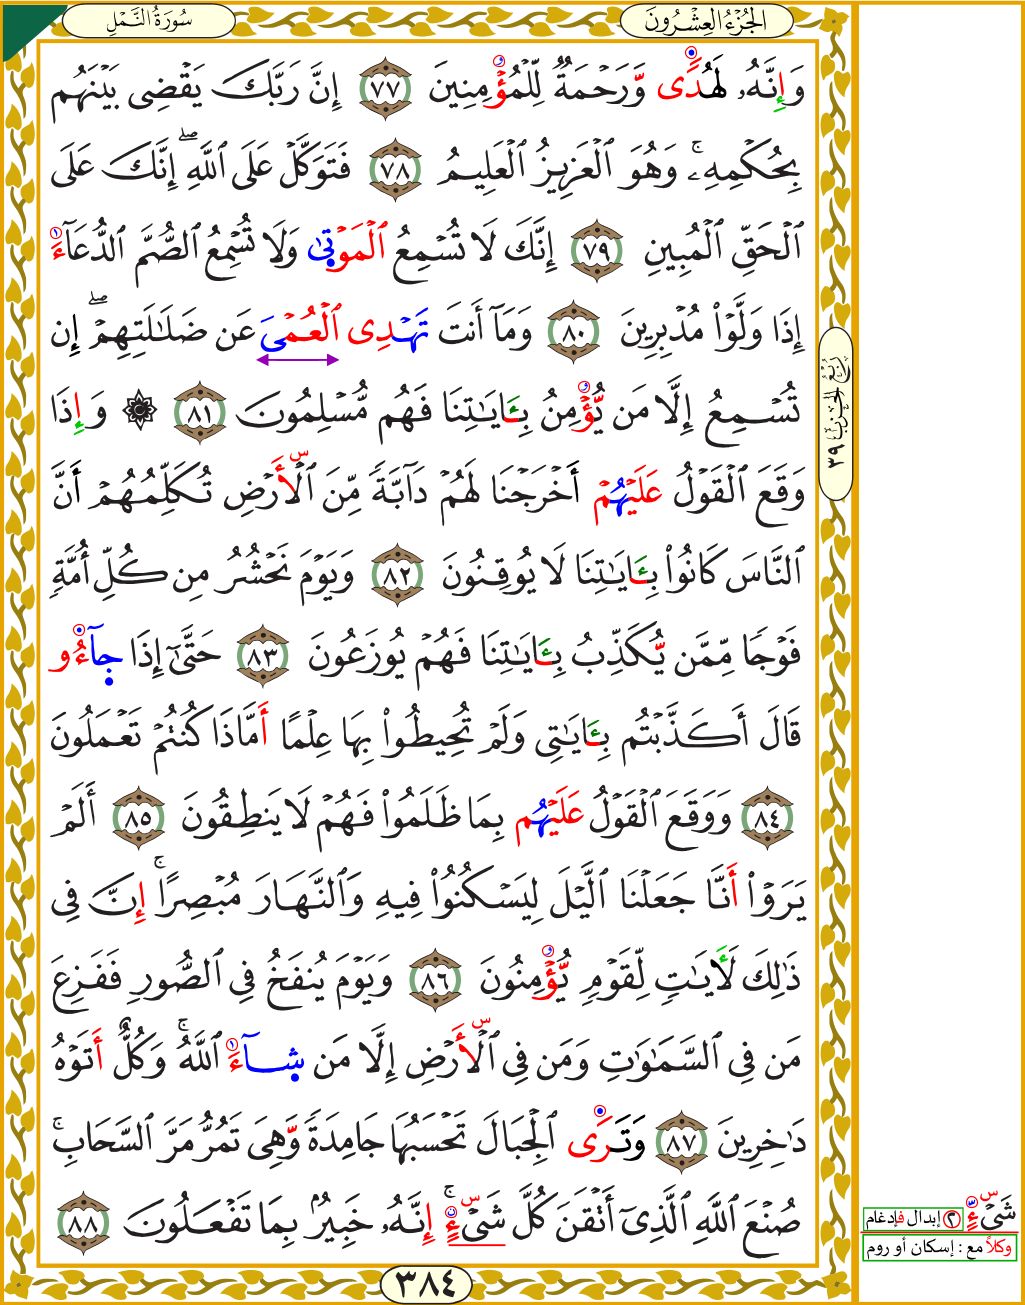 سُورَةُ النَّمْلِ
الجُزْءُ العِشْرُونَ
وَإِنَّهُۥ لَهُدًى وَرَحْمَةٌ لِّلْمُؤْمِنِينَ ٧٧ إِنَّ رَبَّكَ يَقْضِى بَيْنَهُم
بِحُكْمِهِۦۚ وَهُوَ ٱلْعَزِيزُ ٱلْعَلِيمُ ٧٨ فَتَوَكَّلْ عَلَى ٱللَّهِۖ إِنَّكَ عَلَى
ٱلْحَقِّ ٱلْمُبِينِ ٧٩ إِنَّكَ لَا تُسْمِعُ ٱلْمَوْتَىٰ وَلَا تُسْمِعُ ٱلصُّمَّ ٱلدُّعَآءَ
إِذَا وَلَّوْا۟ مُدْبِرِينَ ٨٠ وَمَآ أَنتَ تَهْدِى ٱلْعُمْىَ عَن ضَلَٰلَتِهِمْۖ إِن
تُسْمِعُ إِلَّا مَن يُؤْمِنُ بِـَٔايَٰتِنَا فَهُم مُّسْلِمُونَ ٨١ ۞ وَإِذَا
وَقَعَ ٱلْقَوْلُ عَلَيْهُمْ أَخْرَجْنَا لَهُمْ دَآبَّةً مِّنَ ٱلْأَرْضِ تُكَلِّمُهُمْ أَنَّ
ٱلنَّاسَ كَانُوا۟ بِـَٔايَٰتِنَا لَا يُوقِنُونَ ٨٢ وَيَوْمَ نَحْشُرُ مِن كُلِّ أُمَّةٍ
فَوْجًا مِّمَّن يُكَذِّبُ بِـَٔايَٰتِنَا فَهُمْ يُوزَعُونَ ٨٣ حَتَّىٰٓ إِذَا جَآءُو
قَالَ أَكَذَّبْتُم بِـَٔايَٰتِى وَلَمْ تُحِيطُوا۟ بِهَا عِلْمًا أَمَّاذَا كُنتُمْ تَعْمَلُونَ
٨٤ وَوَقَعَ ٱلْقَوْلُ عَلَيْهُم بِمَا ظَلَمُوا۟ فَهُمْ لَا يَنطِقُونَ ٨٥ أَلَمْ
يَرَوْا۟ أَنَّا جَعَلْنَا ٱلَّيْلَ لِيَسْكُنُوا۟ فِيهِ وَٱلنَّهَارَ مُبْصِرًاۚ إِنَّ فِى
ذَٰلِكَ لَـَٔايَٰتٍ لِّقَوْمٍ يُؤْمِنُونَ ٨٦ وَيَوْمَ يُنفَخُ فِى ٱلصُّورِ فَفَزِعَ
مَن فِى ٱلسَّمَٰوَٰتِ وَمَن فِى ٱلْأَرْضِ إِلَّا مَن شَآءَ ٱللَّهُۚ وَكُلٌّ أَتَوْهُ
دَٰخِرِينَ ٨٧ وَتَرَى ٱلْجِبَالَ تَحْسَبُهَا جَامِدَةً وَهِىَ تَمُرُّ مَرَّ ٱلسَّحَابِۚ
صُنْعَ ٱللَّهِ ٱلَّذِىٓ أَتْقَنَ كُلَّ شَىْءٍۚ إِنَّهُۥ خَبِيرٌۢ بِمَا تَفْعَلُونَ ٨٨
رُبْعُ الحِزْبِ ٣٩
شَىْءٍ ٢ إبدال فإدغام
وكلاً مع : إسكان أو روم
٣٨٤